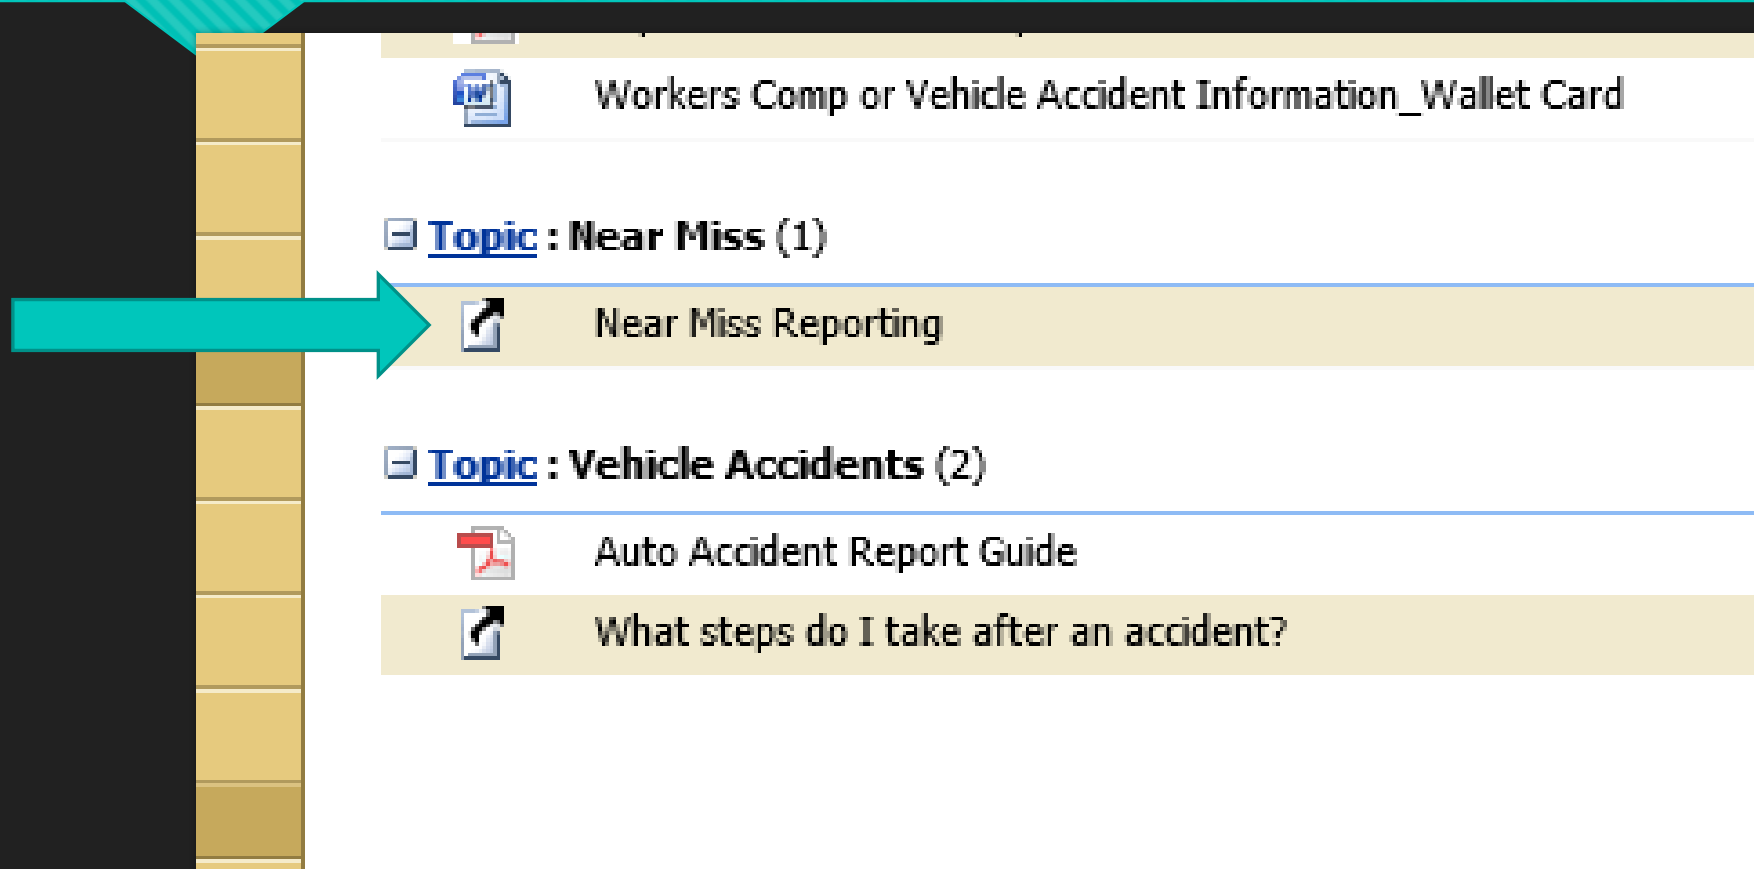 Workers Comp or Vehicle Accident Information_Wallet Card
Topic : Near Miss (1)
Near Miss Reporting
Topic : Vehicle Accidents (2)
Auto Accident Report Guide
What steps do I take after an accident?